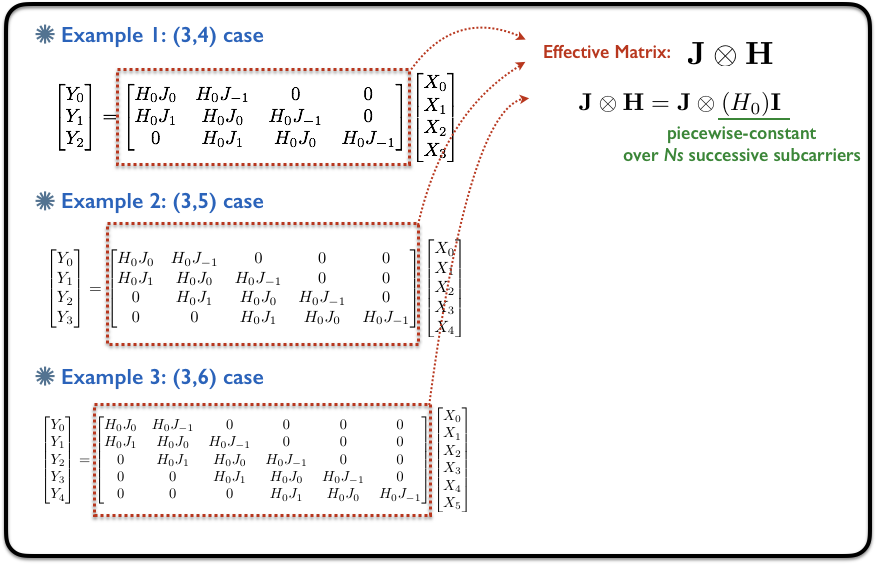 Example 1: (3,4) case
Effective Matrix: J ⊗ H
[Y₀ Y₁ Y₂] = [H₀J₀ H₀J₋₁ 0 0
H₀J₁ H₀J₀ H₀J₋₁ 0
0 H₀J₁ H₀J₀ H₀J₋₁] [X₀ X₁ X₂ X₃]
J ⊗ H = J ⊗ (H₀)I
piecewise-constant
over Ns successive subcarriers
Example 2: (3,5) case
[Y₀ Y₁ Y₂ Y₃] = [H₀J₀ H₀J₋₁ 0 0 0
H₀J₁ H₀J₀ H₀J₋₁ 0 0
0 H₀J₁ H₀J₀ H₀J₋₁ 0
0 0 H₀J₁ H₀J₀ H₀J₋₁] [X₀ X₁ X₂ X₃ X₄]
Example 3: (3,6) case
[Y₀ Y₁ Y₂ Y₃ Y₄] = [H₀J₀ H₀J₋₁ 0 0 0 0
H₀J₁ H₀J₀ H₀J₋₁ 0 0 0
0 H₀J₁ H₀J₀ H₀J₋₁ 0 0
0 0 H₀J₁ H₀J₀ H₀J₋₁ 0
0 0 0 H₀J₁ H₀J₀ H₀J₋₁] [X₀ X₁ X₂ X₃ X₄ X₅]